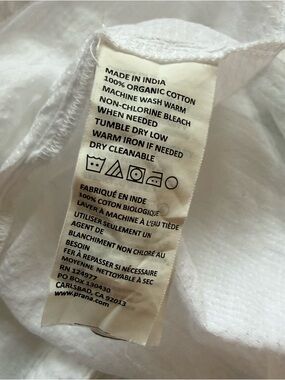 MADE IN INDIA
100% ORGANIC COTTON
MACHINE WASH WARM
NON-CHLORINE BLEACH
WHEN NEEDED
TUMBLE DRY LOW
WARM IRON IF NEEDED
DRY CLEANABLE
FABRIQUÉ EN INDE
100% COTON BIOLOGIQUE
LAVER À MACHINE À L'EAU TIÈDE
UTILISER SEULEMENT UN
AGENT DE
BLANCHIMENT NON CHLORÉ AU
BESOIN
FER À REPASSER SI NÉCESSAIRE
MOYENNE NETTOYABLE À SEC
RN 124977
PO BOX 130430
CARLSBAD, CA 92013
www.prana.com